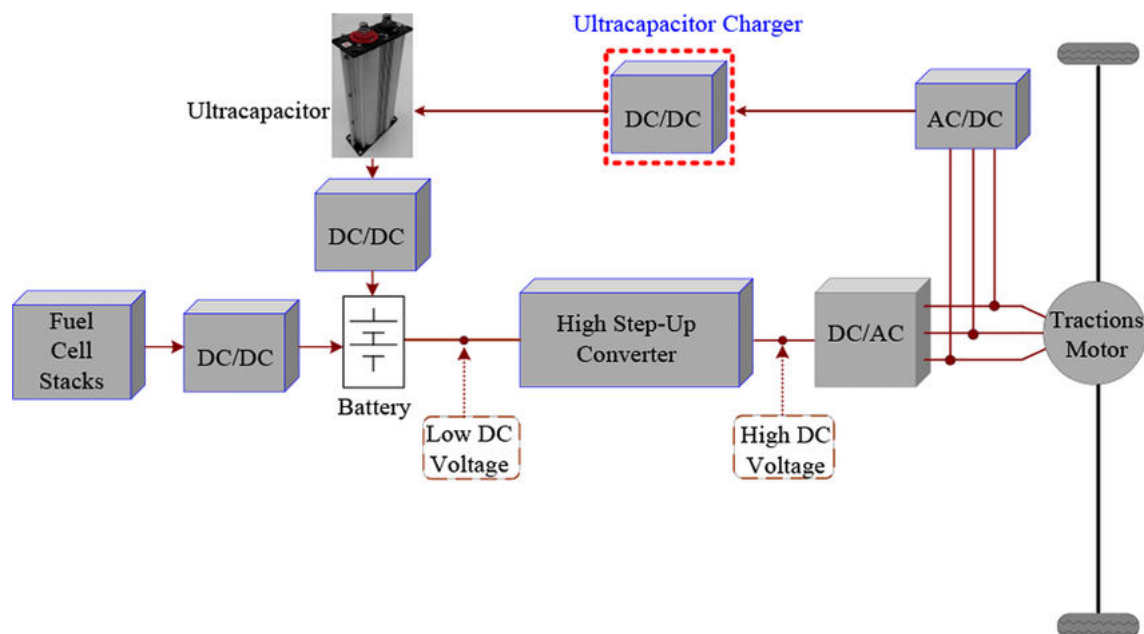 Ultracapacitor Charger
Ultracapacitor
DC/DC
AC/DC
DC/DC
Fuel
Cell
Stacks
DC/DC
Battery
High Step-Up
Converter
DC/AC
Tractions
Motor
Low DC
Voltage
High DC
Voltage